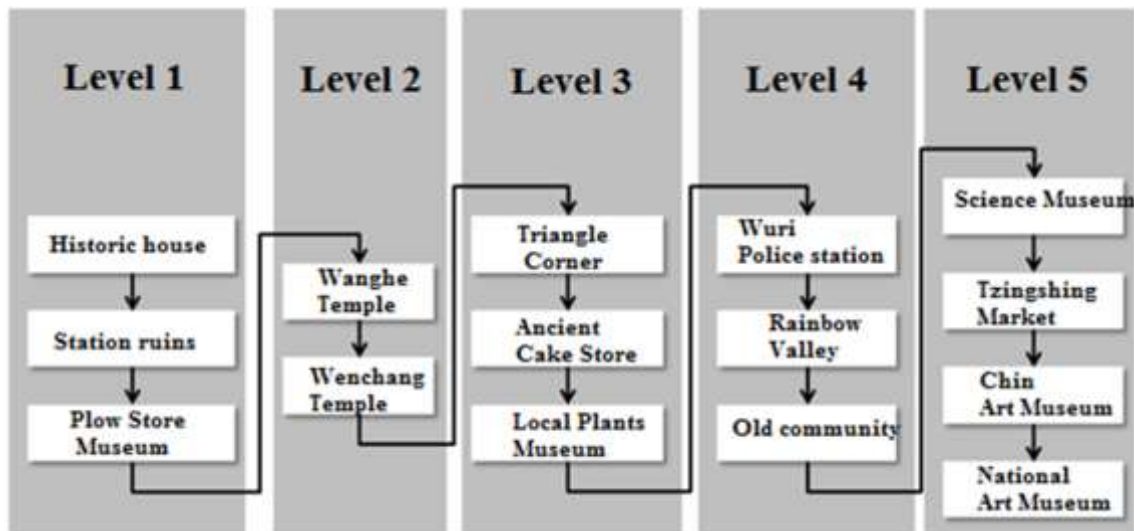 Level 1
Historic house
Station ruins
Plow Store
Museum
Level 2
Wanghe
Temple
Wenchang
Temple
Level 3
Triangle
Corner
Ancient
Cake Store
Local Plants
Museum
Level 4
Wuri
Police station
Rainbow
Valley
Old community
Level 5
Science Museum
Tzingshing
Market
Chin
Art Museum
National
Art Museum